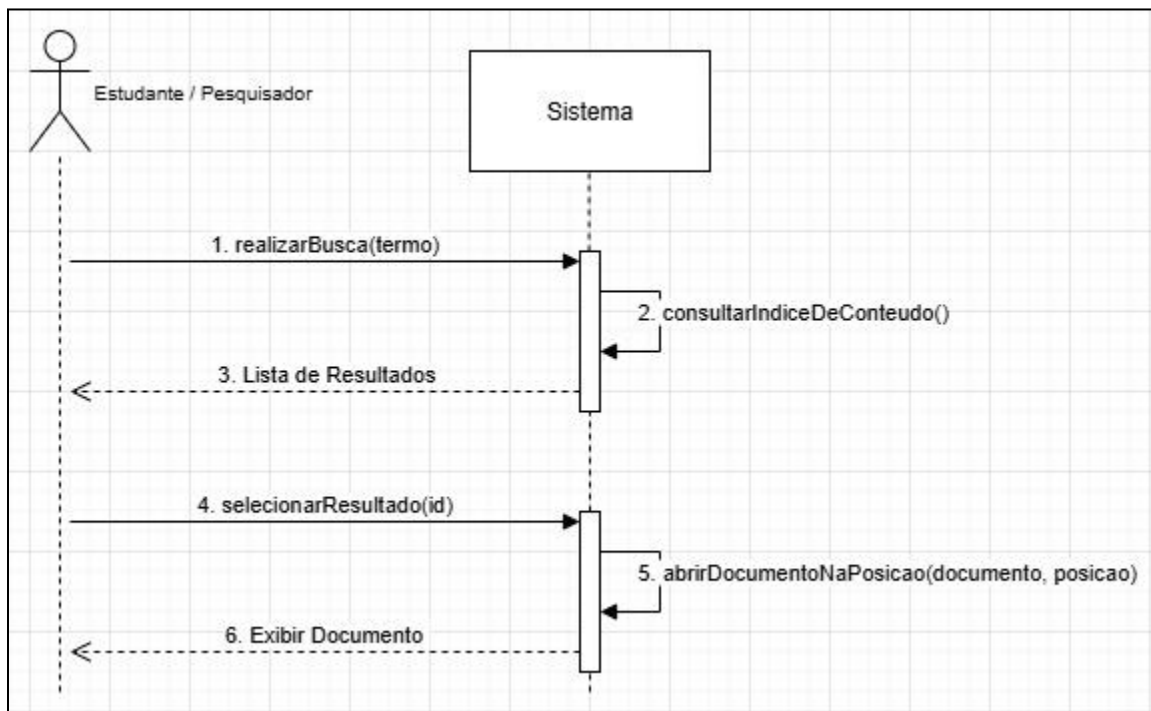 Estudante / Pesquisador
Sistema
1. realizarBusca(termo)
2. consultarIndiceDeConteudo()
3. Lista de Resultados
4. selecionarResultado(id)
5. abrirDocumentoNaPosicao(documento, posicao)
6. Exibir Documento